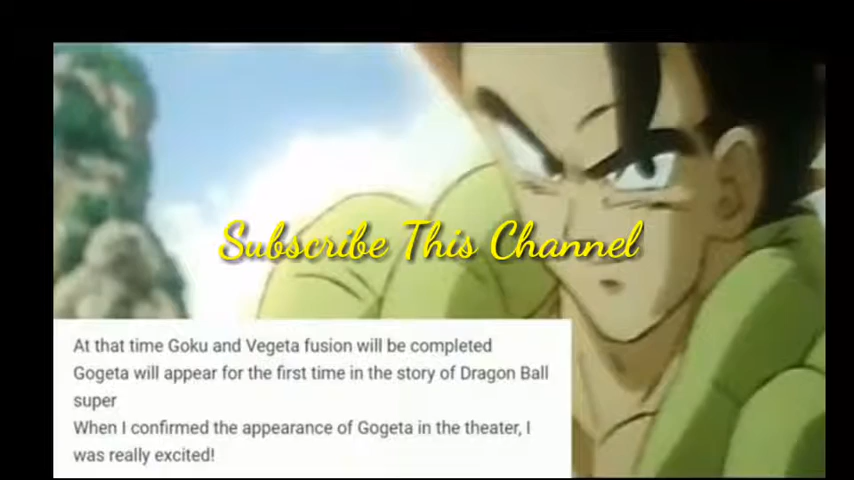 Subscribe This Channel
At that time Goku and Vegeta fusion will be completed
Gogeta will appear for the first time in the story of Dragon Ball
super
When I confirmed the appearance of Gogeta in the theater, I
was really excited!